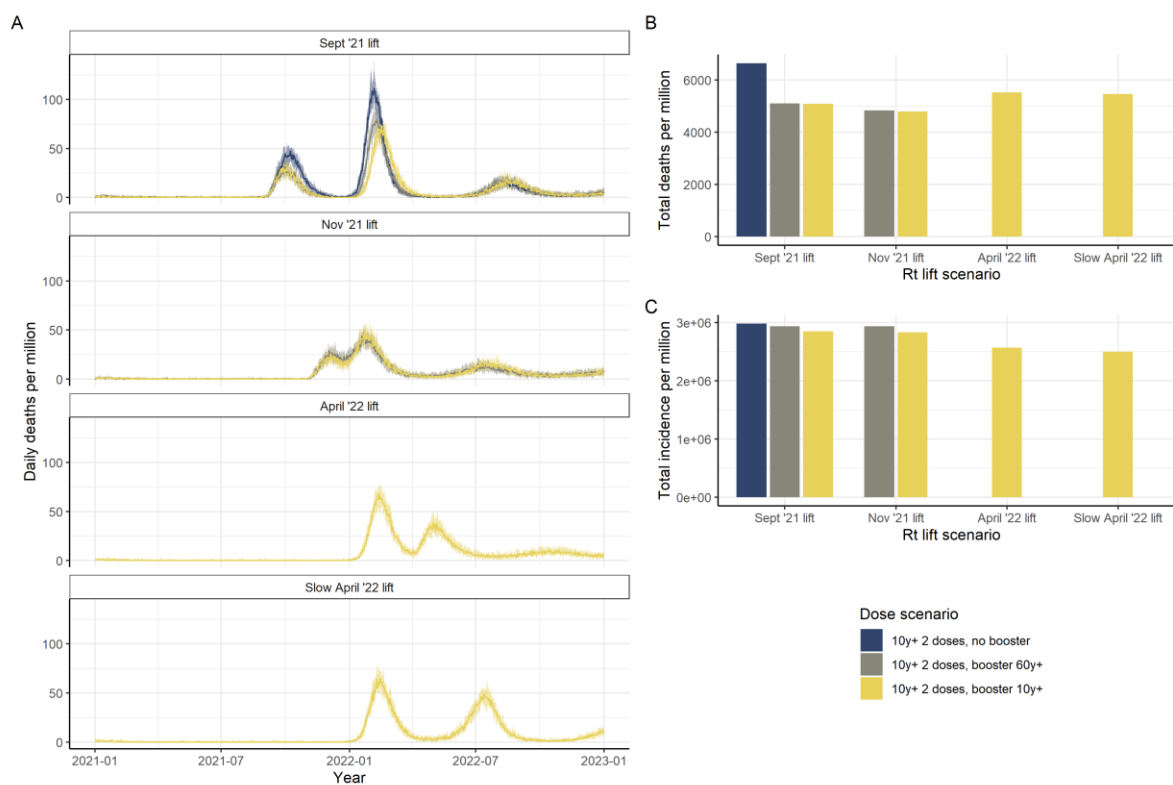 A
Sept '21 lift
100
50
0
Nov '21 lift
100
50
0
April '22 lift
100
50
0
Slow April '22 lift
100
50
0
2021-01 2021-07 2022-01 2022-07 2023-01
Year
Daily deaths per million
B
6000
4000
2000
0
Sept '21 lift Nov '21 lift April '22 lift Slow April '22 lift
Rt lift scenario
Total deaths per million
C
3e+06
2e+06
1e+06
0e+00
Sept '21 lift Nov '21 lift April '22 lift Slow April '22 lift
Rt lift scenario
Total incidence per million
Dose scenario
10y+ 2 doses, no booster
10y+ 2 doses, booster 60y+
10y+ 2 doses, booster 10y+